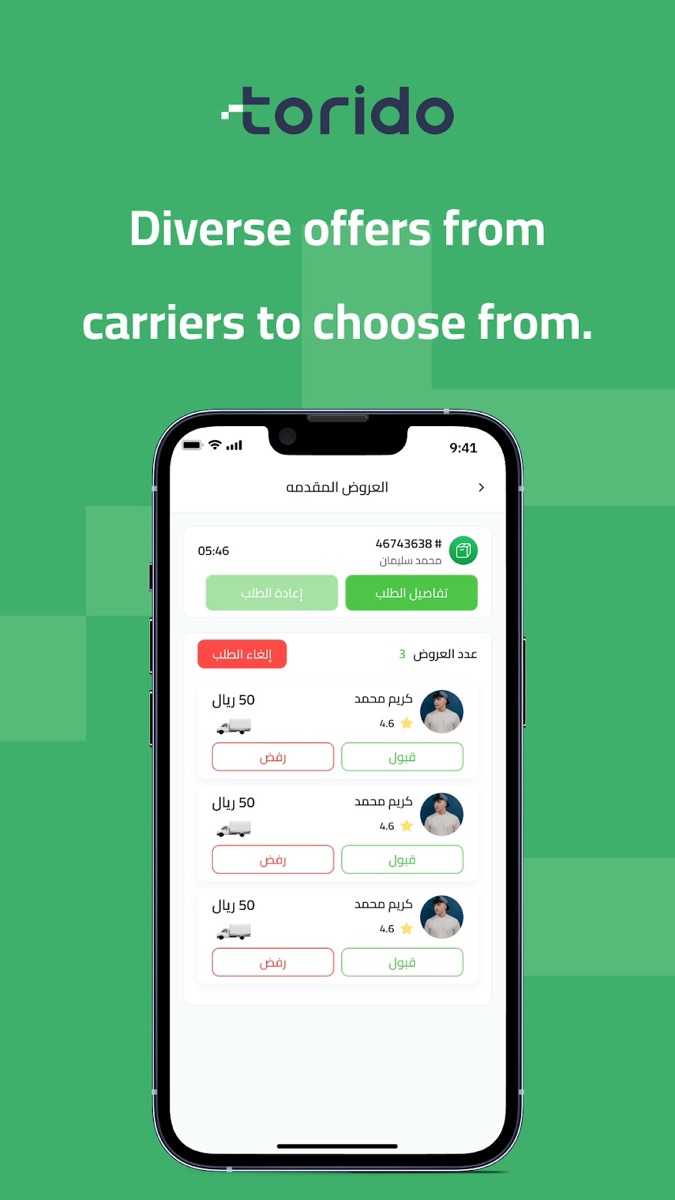 torido
Diverse offers from
carriers to choose from.
9:41
العروض المقدمه
# 46743638
05:46
محمد سليمان
تفاصيل الطلب
إعادة الطلب
عدد العروض 3
إلغاء الطلب
كريم محمد
50 ريال
4.6
قبول
رفض
كريم محمد
50 ريال
4.6
قبول
رفض
كريم محمد
50 ريال
4.6
قبول
رفض